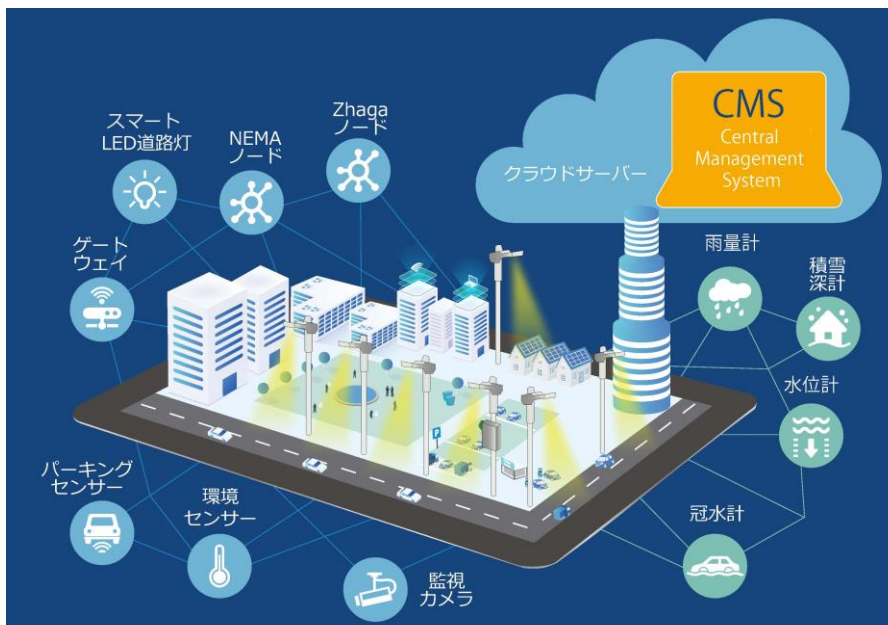 Zhaga
ノード
スマート
LED道路灯
NEMA
ノード
CMS
Central
Management
System
クラウドサーバー
ゲート
ウェイ
雨量計
積雪
深計
水位計
パーキング
センサー
環境
センサー
冠水計
監視
カメラ
P